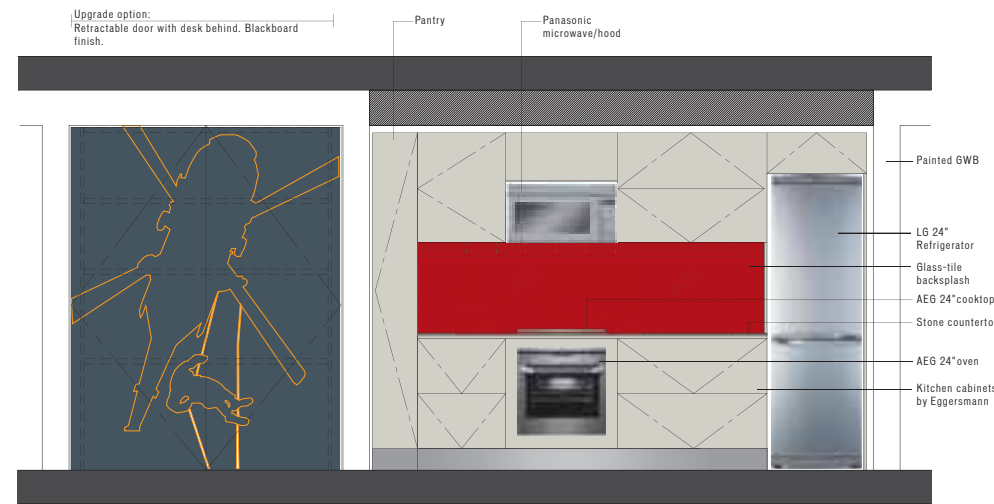 Upgrade option:
Retractable door with desk behind. Blackboard
finish.
Pantry
Panasonic
microwave/hood
Painted GWB
LG 24"
Refrigerator
Glass-tile
backsplash
AEG 24" cooktop
Stone counterto
AEG 24" oven
Kitchen cabinets
by Eggersmann